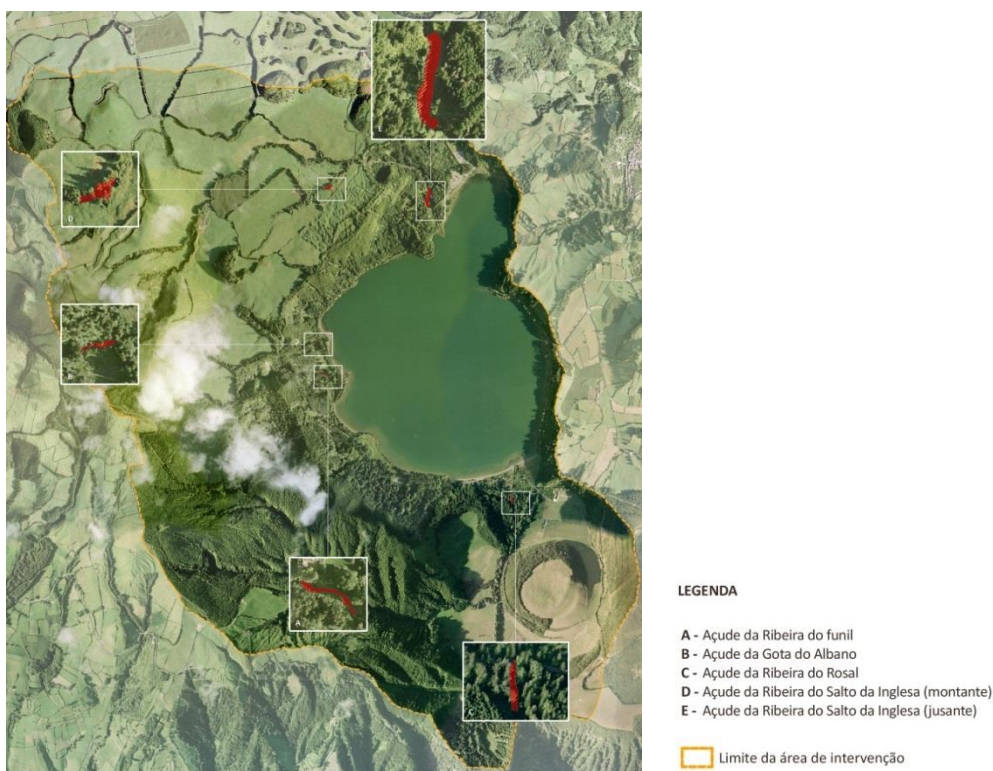 E
D
B
A
C
LEGENDA
A - Açude da Ribeira do funil
B - Açude da Gota do Albano
C - Açude da Ribeira do Rosal
D - Açude da Ribeira do Salto da Inglesa (montante)
E - Açude da Ribeira do Salto da Inglesa (jusante)
Limite da área de intervenção